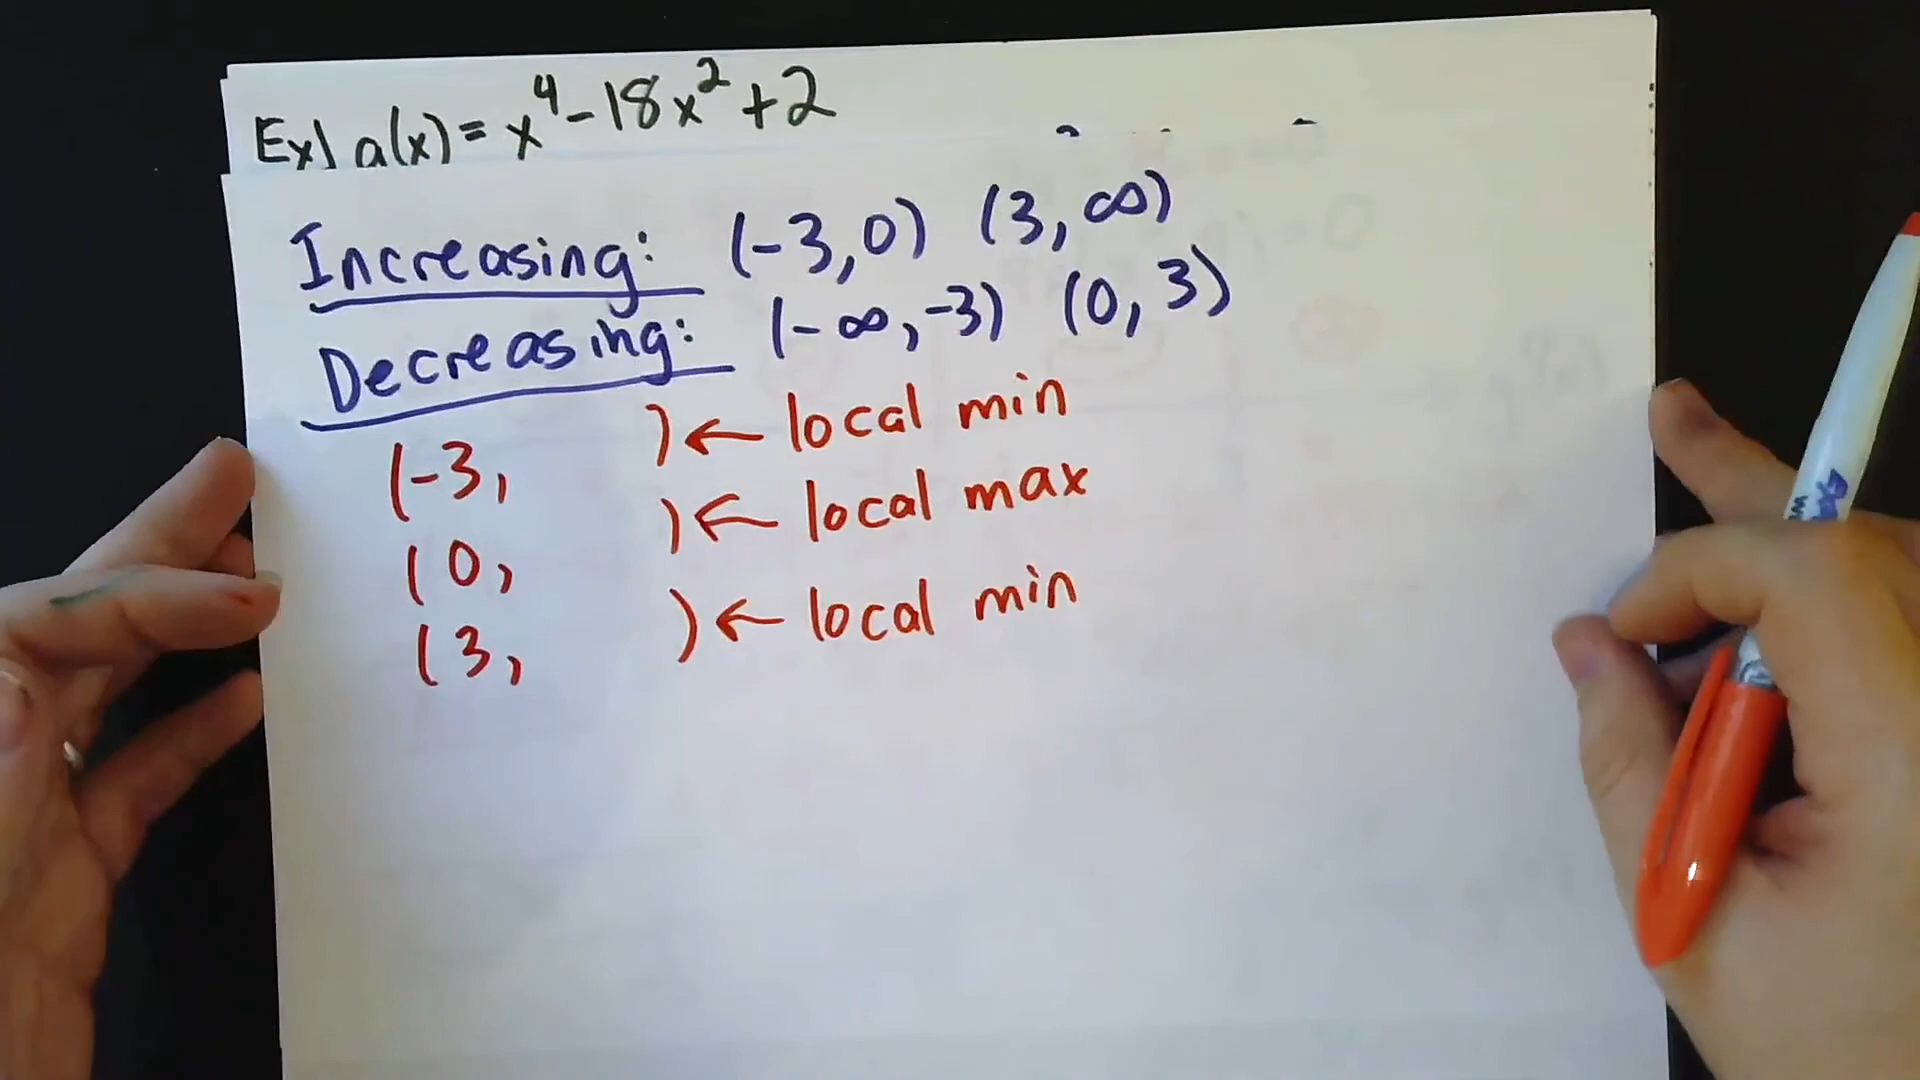 Ex) a(x) = x⁴ - 18x² + 2
Increasing: (-3, 0) (3, ∞)
Decreasing: (-∞, -3) (0, 3)
(-3, ) ← local min
(0, ) ← local max
(3, ) ← local min